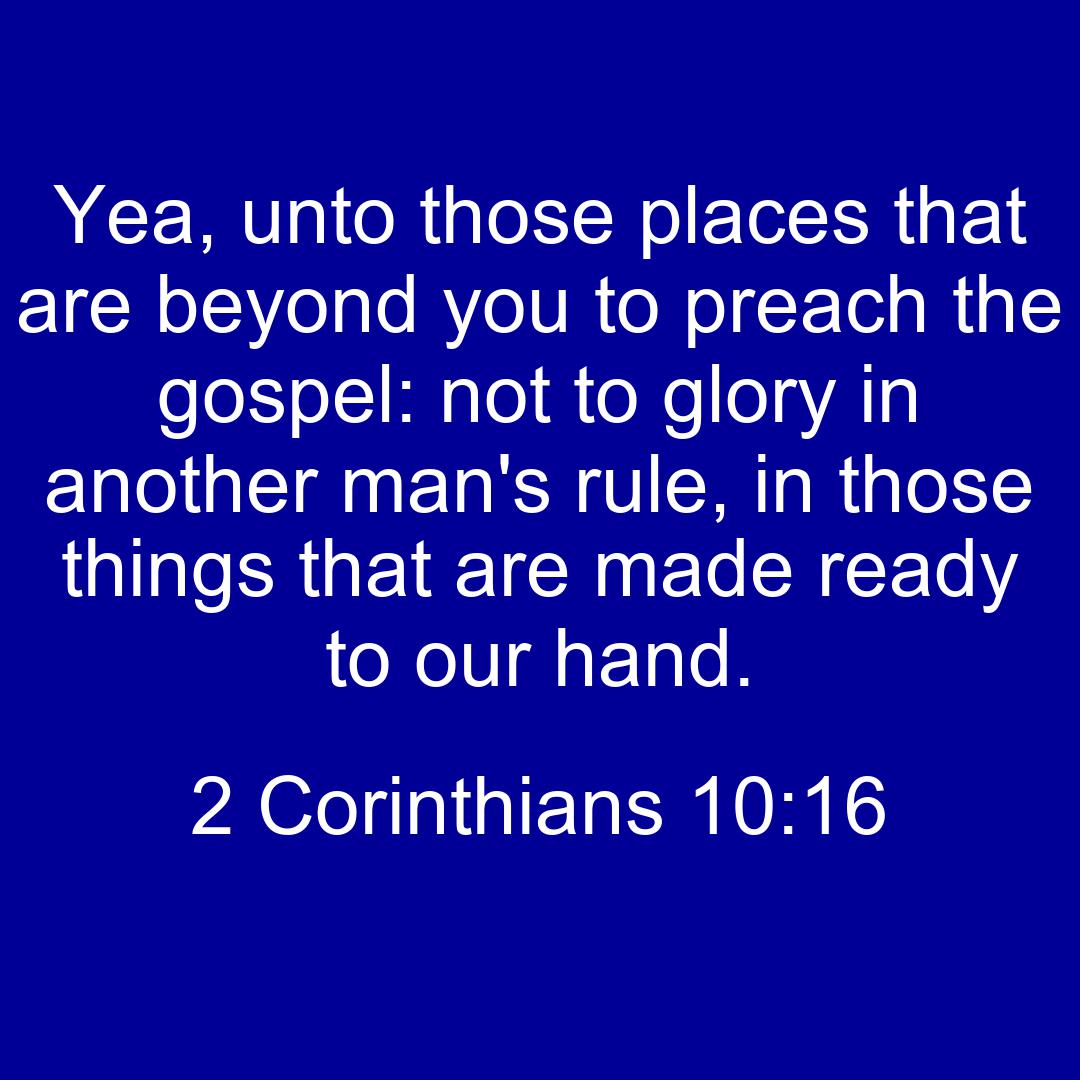 Yea, unto those places that
are beyond you to preach the
gospel: not to glory in
another man's rule, in those
things that are made ready
to our hand.
2 Corinthians 10:16